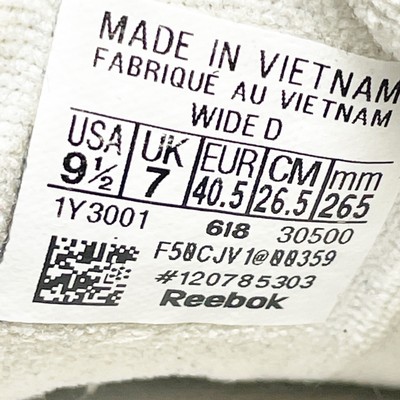 MADE IN VIETNAM
FABRIQUÉ AU VIETNAM
WIDE D
USA UK EUR CM mm
9½ 7 40.5 26.5 265
1Y3001 618 30500
F50CJV1@00359
#120785303
Reebok